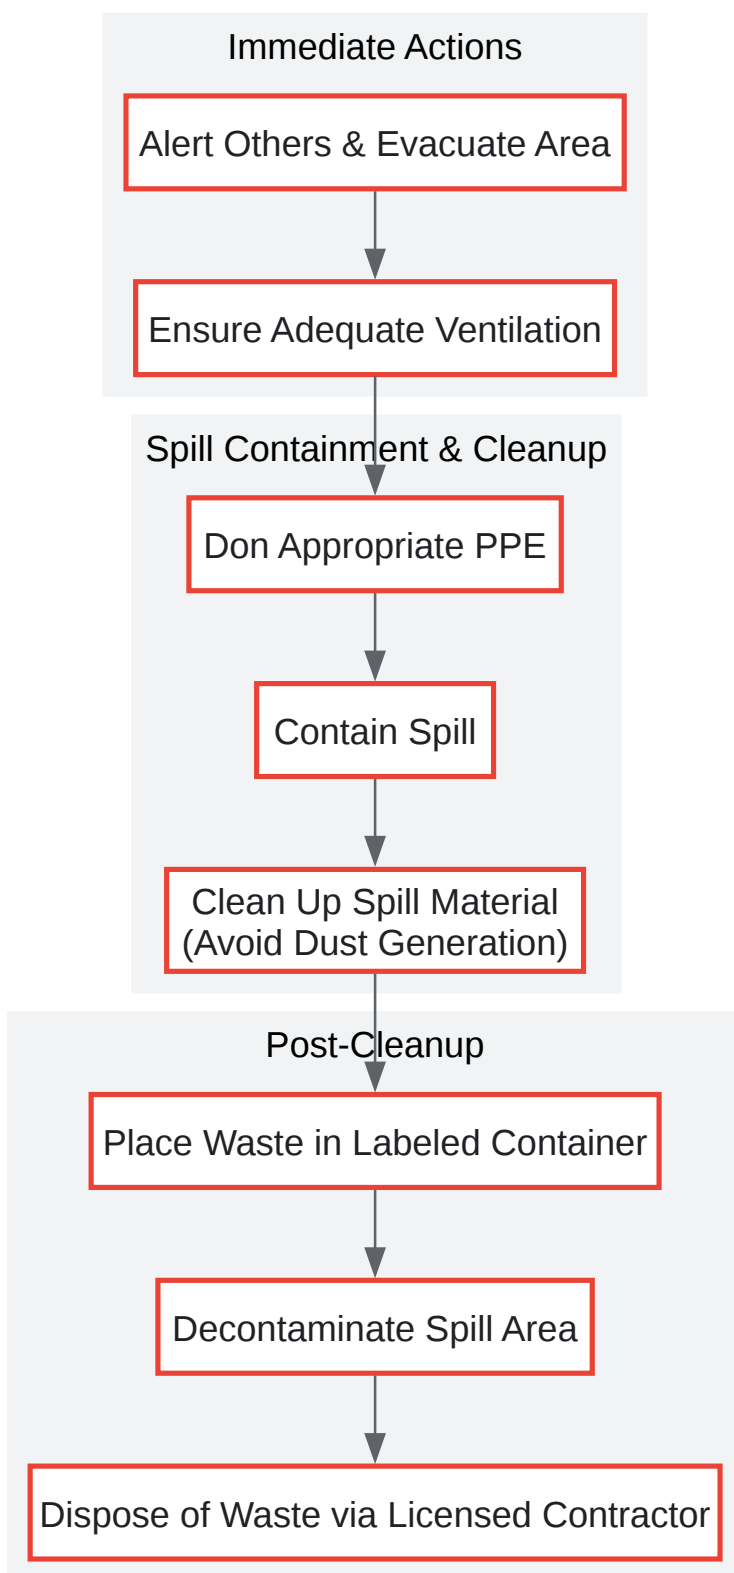 Immediate Actions
Alert Others & Evacuate Area
Ensure Adequate Ventilation
Spill Containment & Cleanup
Don Appropriate PPE
Contain Spill
Clean Up Spill Material
(Avoid Dust Generation)
Post-Cleanup
Place Waste in Labeled Container
Decontaminate Spill Area
Dispose of Waste via Licensed Contractor